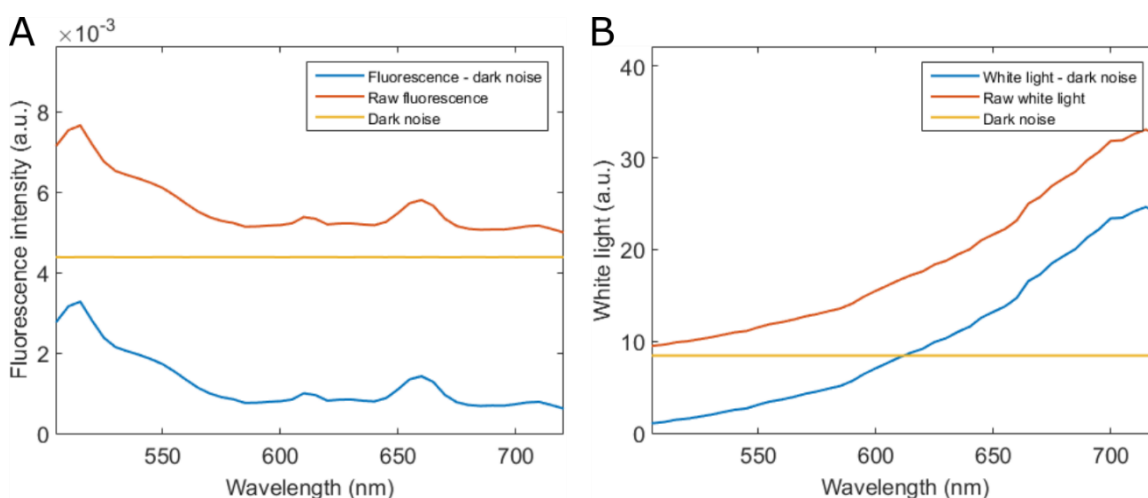 A
×10⁻³
Fluorescence - dark noise
Raw fluorescence
Dark noise
Fluorescence intensity (a.u.)
8
6
4
2
0
550
600
650
700
Wavelength (nm)
B
White light - dark noise
Raw white light
Dark noise
White light (a.u.)
40
30
20
10
0
550
600
650
700
Wavelength (nm)